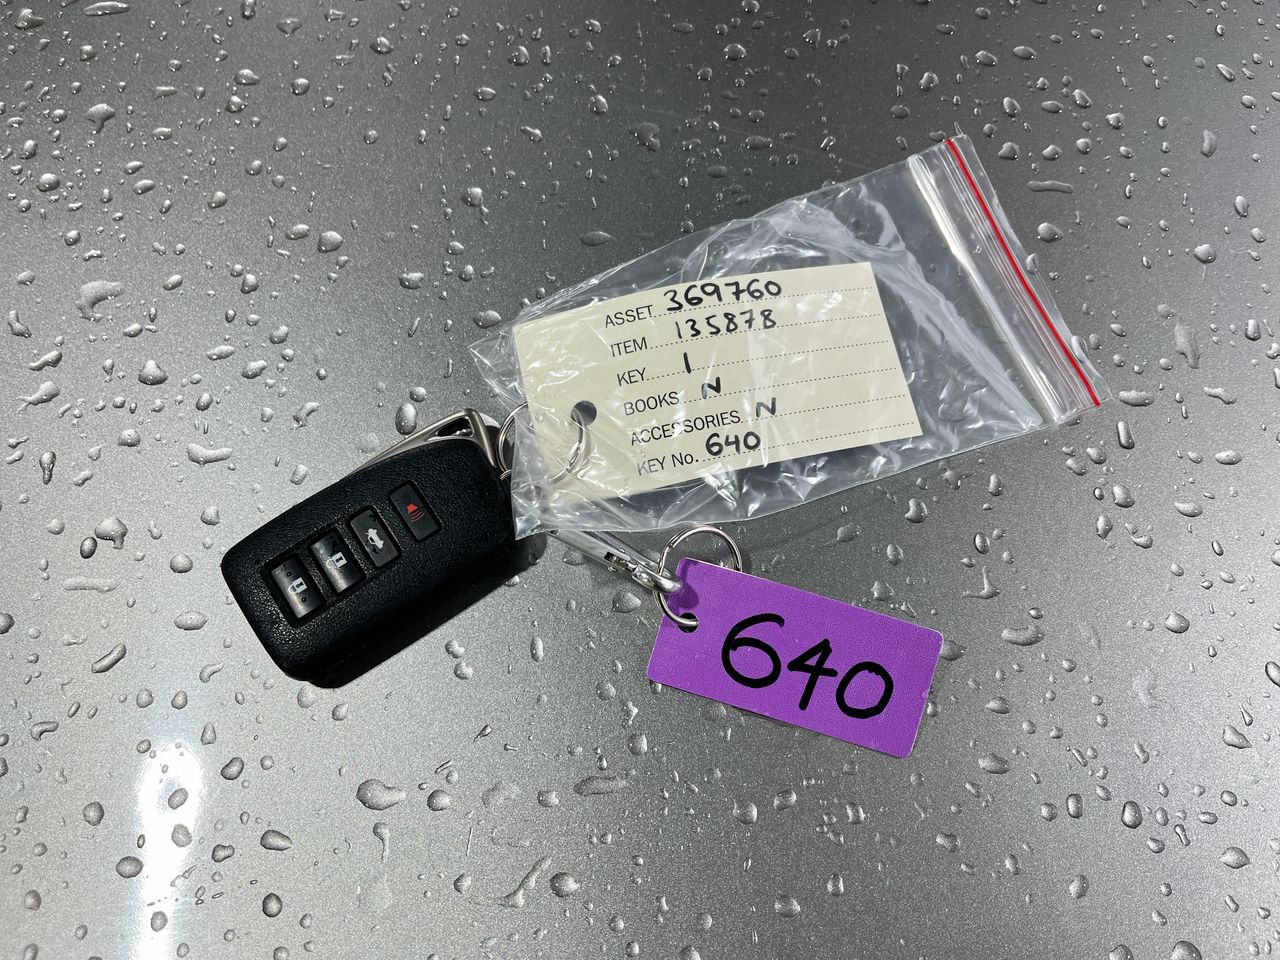 ASSET 369760
ITEM 135878
KEY 1
BOOKS N
ACCESSORIES N
KEY No. 640
640